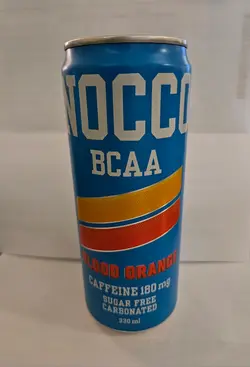 NOCCO
BCAA
BLOOD ORANGE
CAFFEINE 180 mg
SUGAR FREE
CARBONATED
330 ml